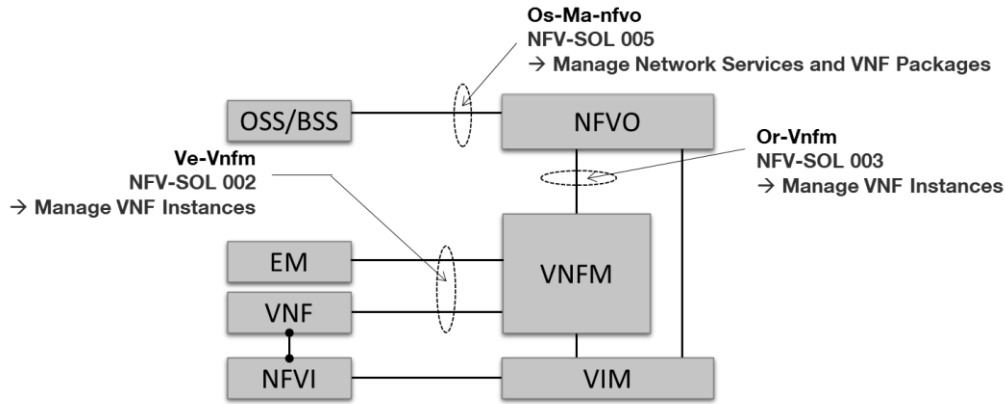 Os-Ma-nfvo
NFV-SOL 005
→ Manage Network Services and VNF Packages
OSS/BSS
NFVO
Or-Vnfm
NFV-SOL 003
→ Manage VNF Instances
Ve-Vnfm
NFV-SOL 002
→ Manage VNF Instances
EM
VNFM
VNF
NFVI
VIM